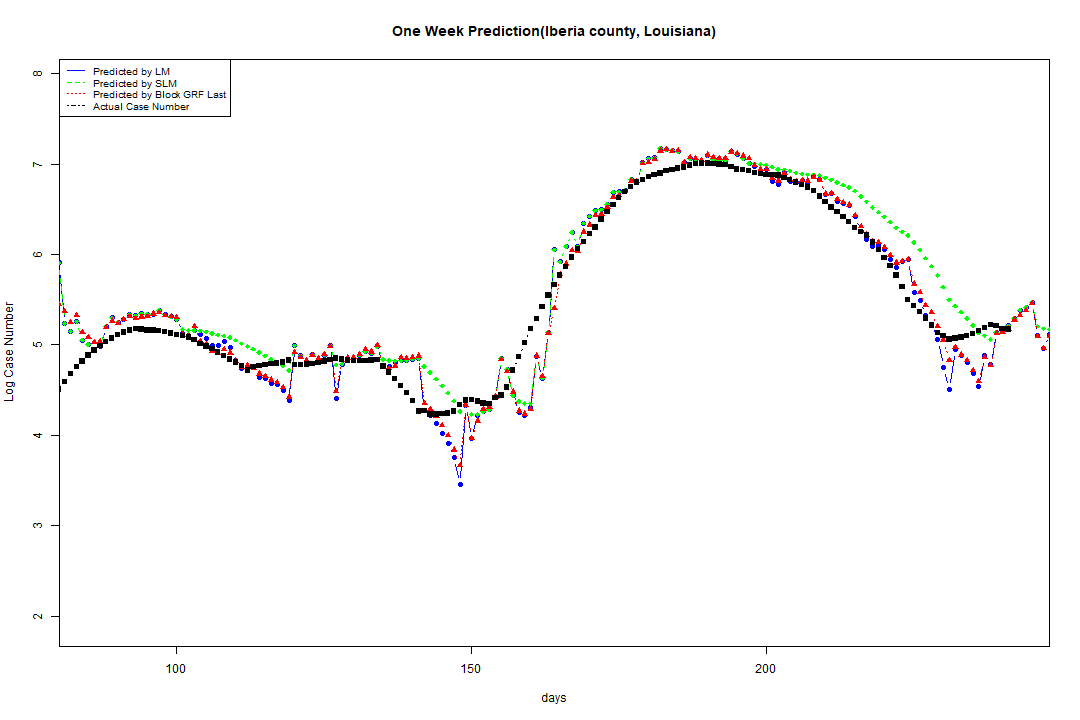 One Week Prediction(Iberia county, Louisiana)
Predicted by LM
Predicted by SLM
Predicted by Block GRF Last
Actual Case Number
8
7
6
5
4
3
2
Log Case Number
100 150 200
days